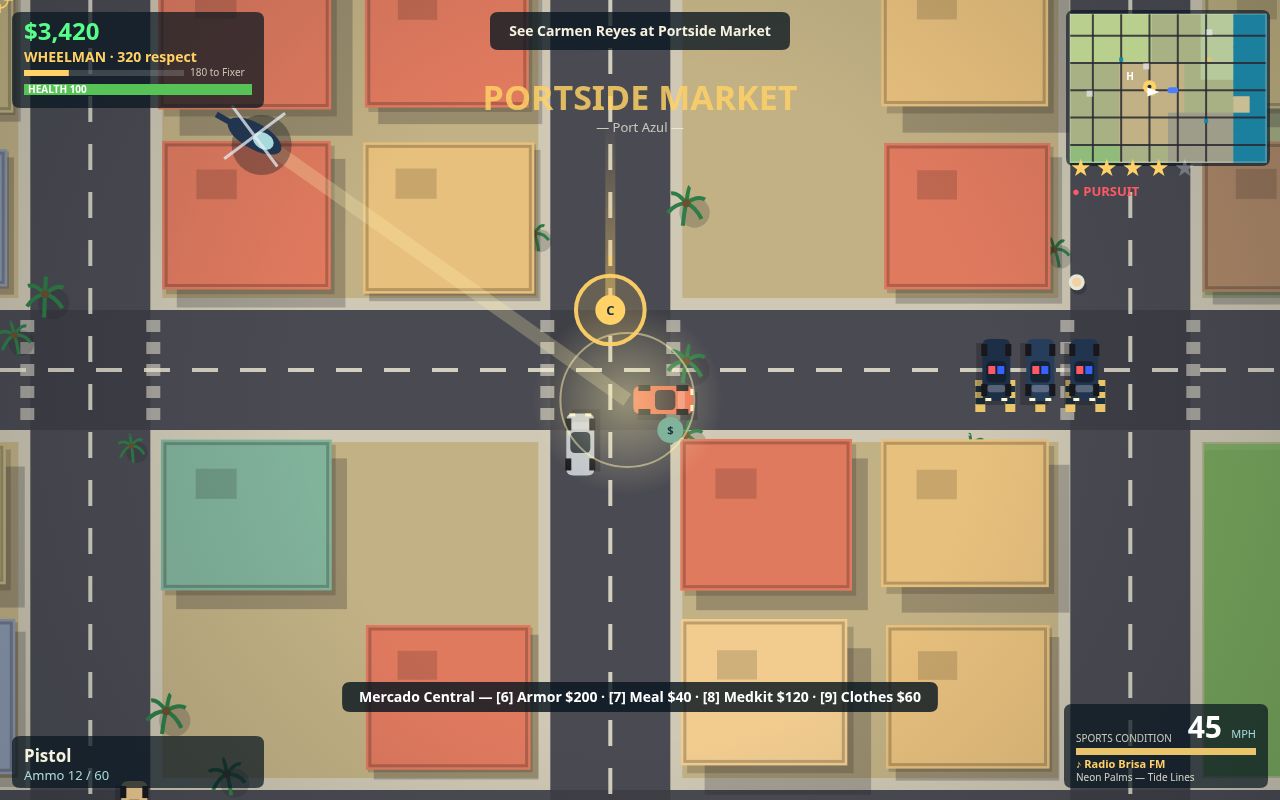 $3,420
WHEELMAN · 320 respect
180 to Fixer
HEALTH 100
See Carmen Reyes at Portside Market
PORTSIDE MARKET
— Port Azul —
H
● PURSUIT
C
$
Mercado Central — [6] Armor $200 · [7] Meal $40 · [8] Medkit $120 · [9] Clothes $60
Pistol
Ammo 12 / 60
SPORTS CONDITION 45 MPH
♪ Radio Brisa FM
Neon Palms — Tide Lines